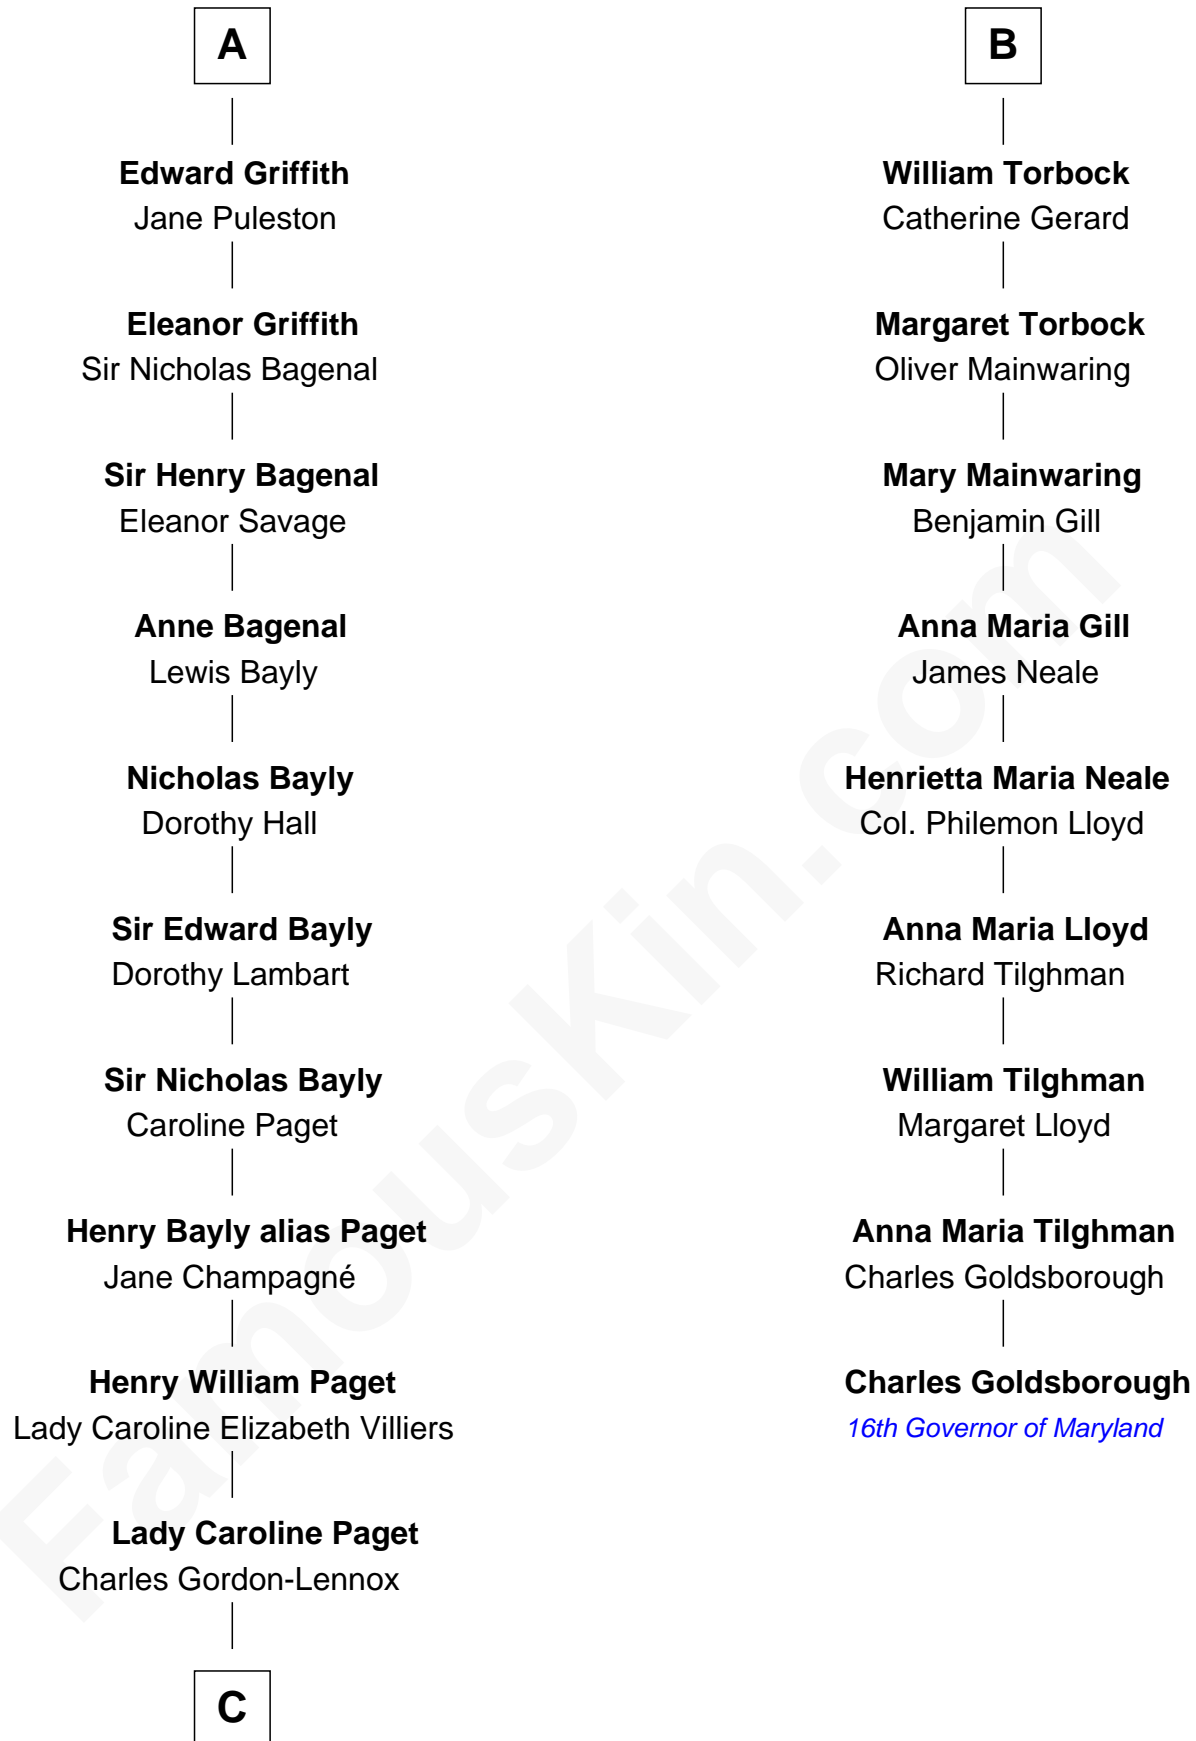 A
Edward Griffith
Jane Puleston
Eleanor Griffith
Sir Nicholas Bagenal
Sir Henry Bagenal
Eleanor Savage
Anne Bagenal
Lewis Bayly
Nicholas Bayly
Dorothy Hall
Sir Edward Bayly
Dorothy Lambart
Sir Nicholas Bayly
Caroline Paget
Henry Bayly alias Paget
Jane Champagné
Henry William Paget
Lady Caroline Elizabeth Villiers
Lady Caroline Paget
Charles Gordon-Lennox
C
B
William Torbock
Catherine Gerard
Margaret Torbock
Oliver Mainwaring
Mary Mainwaring
Benjamin Gill
Anna Maria Gill
James Neale
Henrietta Maria Neale
Col. Philemon Lloyd
Anna Maria Lloyd
Richard Tilghman
William Tilghman
Margaret Lloyd
Anna Maria Tilghman
Charles Goldsborough
Charles Goldsborough
16th Governor of Maryland
FamousKin.com